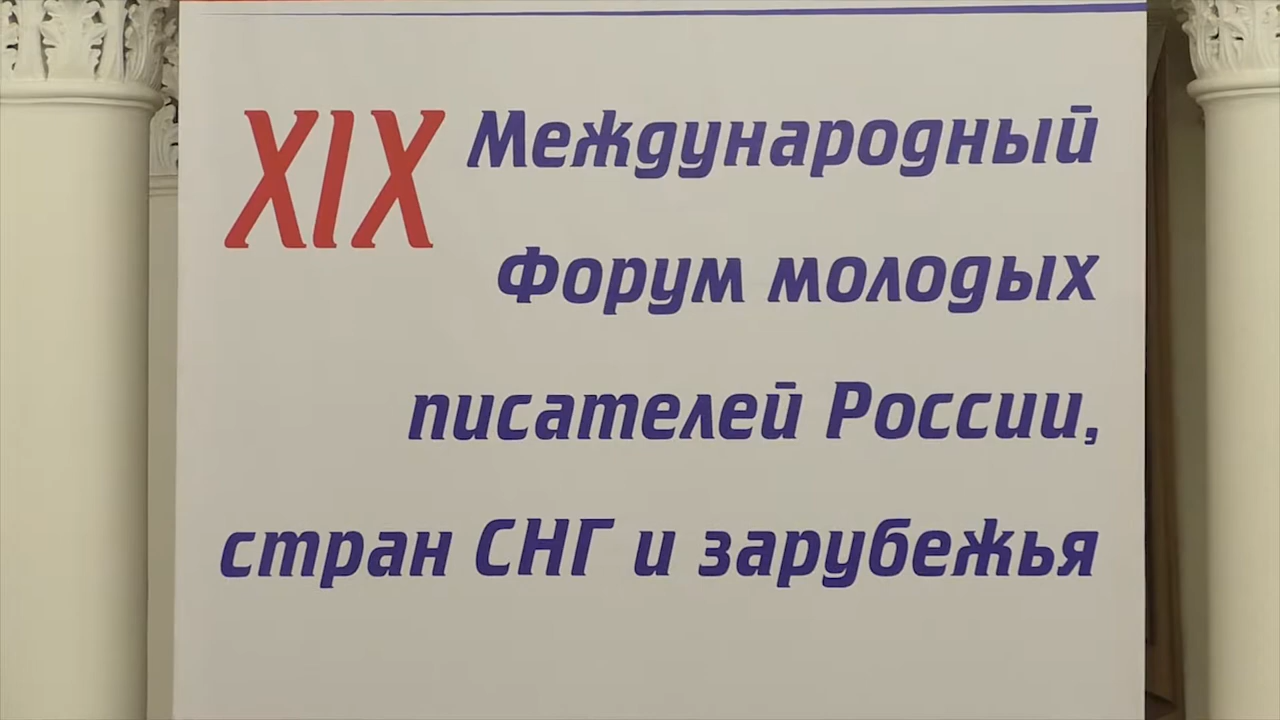 XIX Международный
Форум молодых
писателей России,
стран СНГ и зарубежья